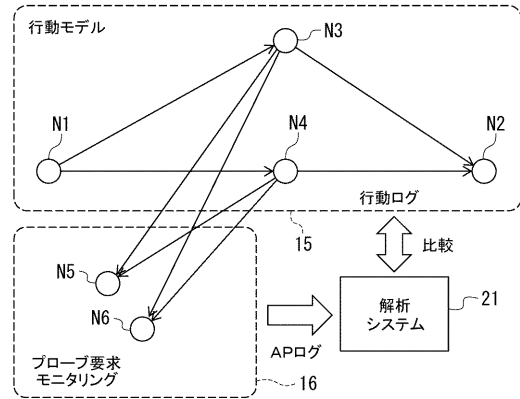 行動モデル
N3
N1
N4
N2
行動ログ
15
比較
N5
N6
解析
システム
21
APログ
プローブ要求
モニタリング
16